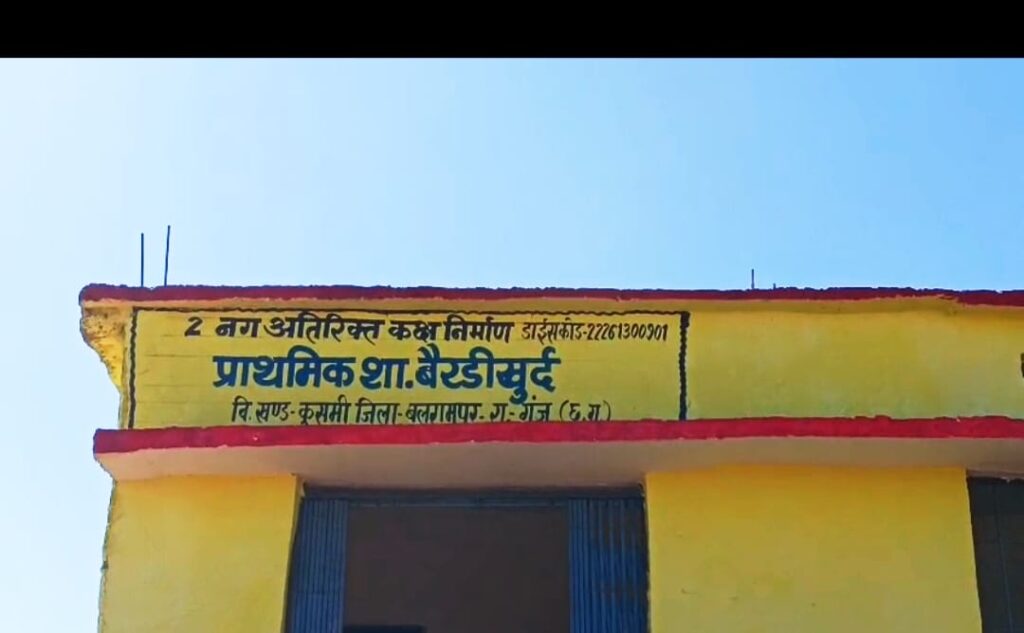 2 नग अतिरिक्त कक्ष निर्माण डाईसकोड-22261300901
प्राथमिक शा. बैरडीखुर्द
वि. खण्ड- कुसमी जिला-बलरामपुर- रा- गंज (छ.ग)